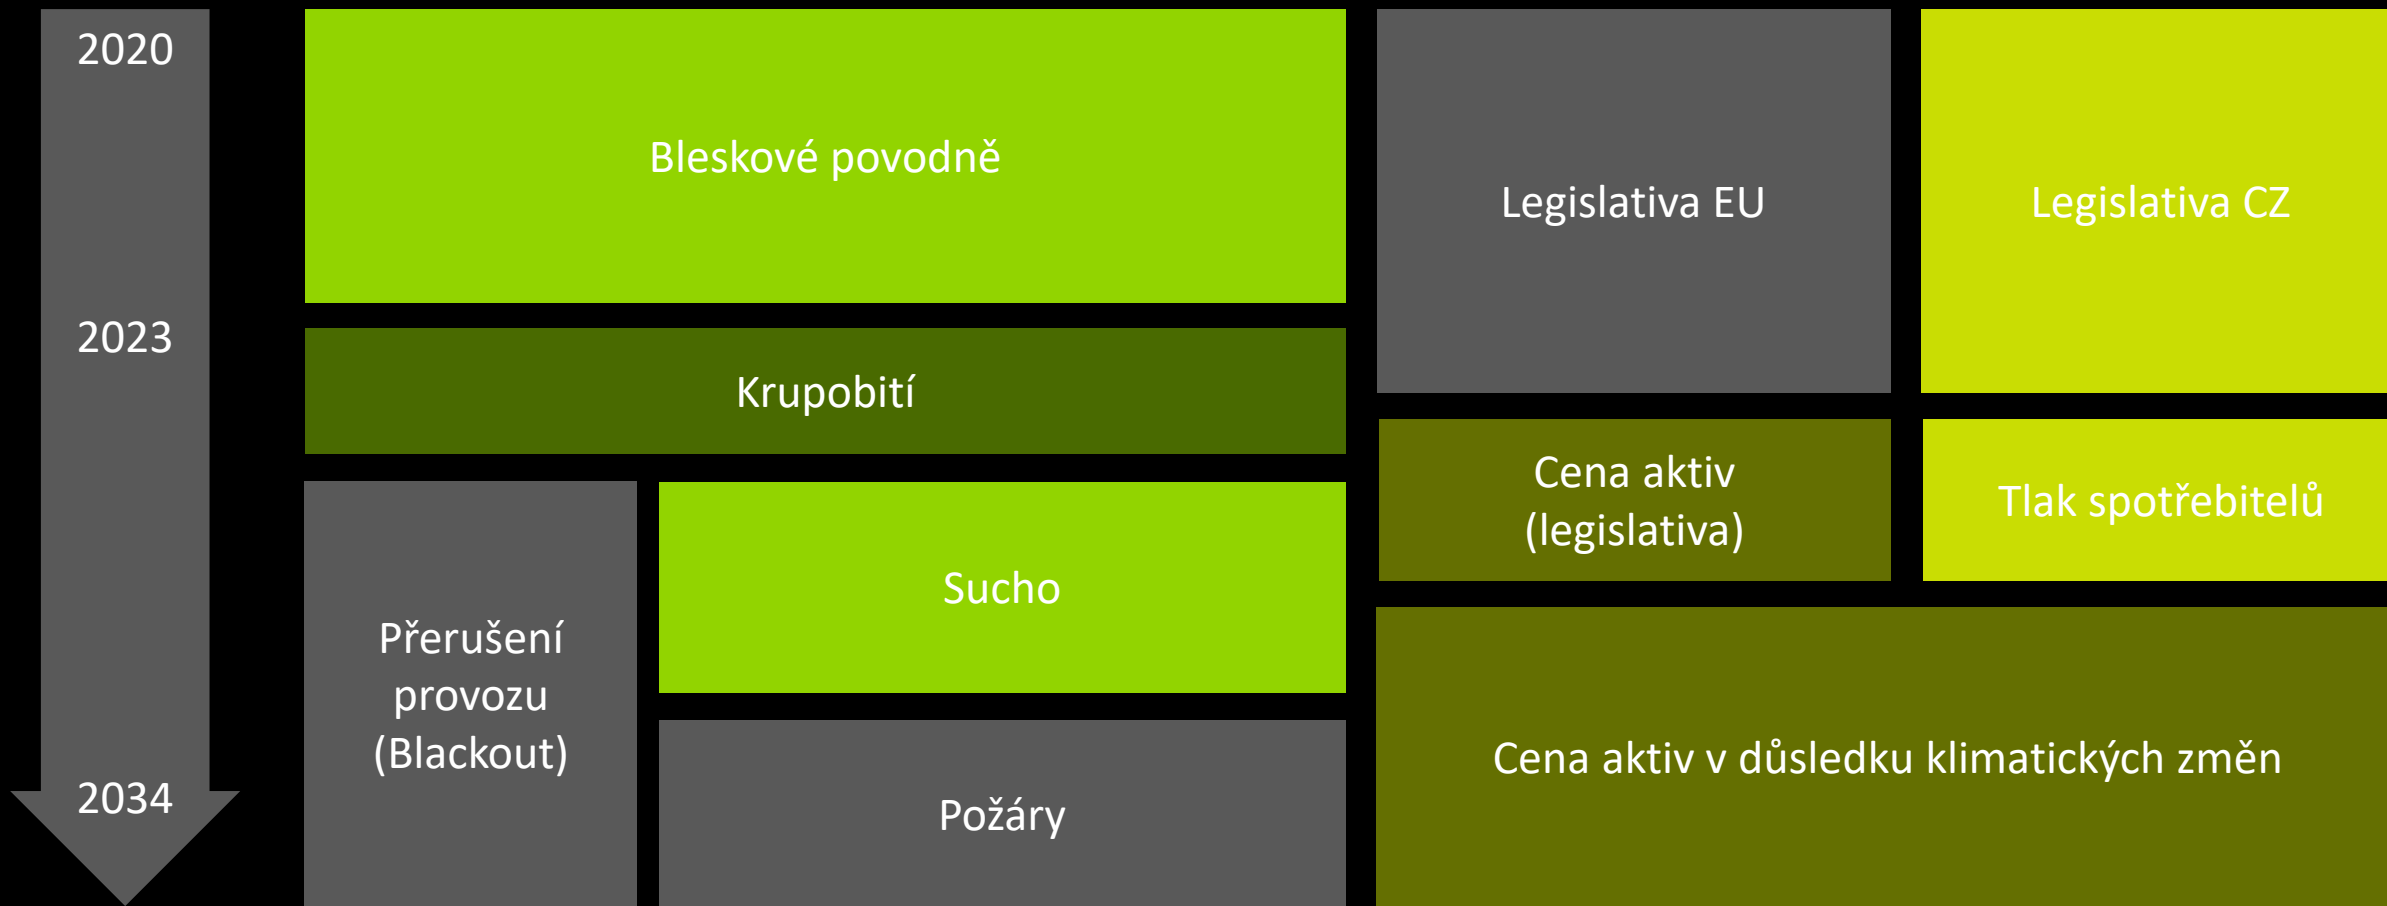 2020
2023
2034
Bleskové povodně
Krupobití
Přerušení
provozu
(Blackout)
Sucho
Požáry
Legislativa EU
Legislativa CZ
Cena aktiv
(legislativa)
Tlak spotřebitelů
Cena aktiv v důsledku klimatických změn